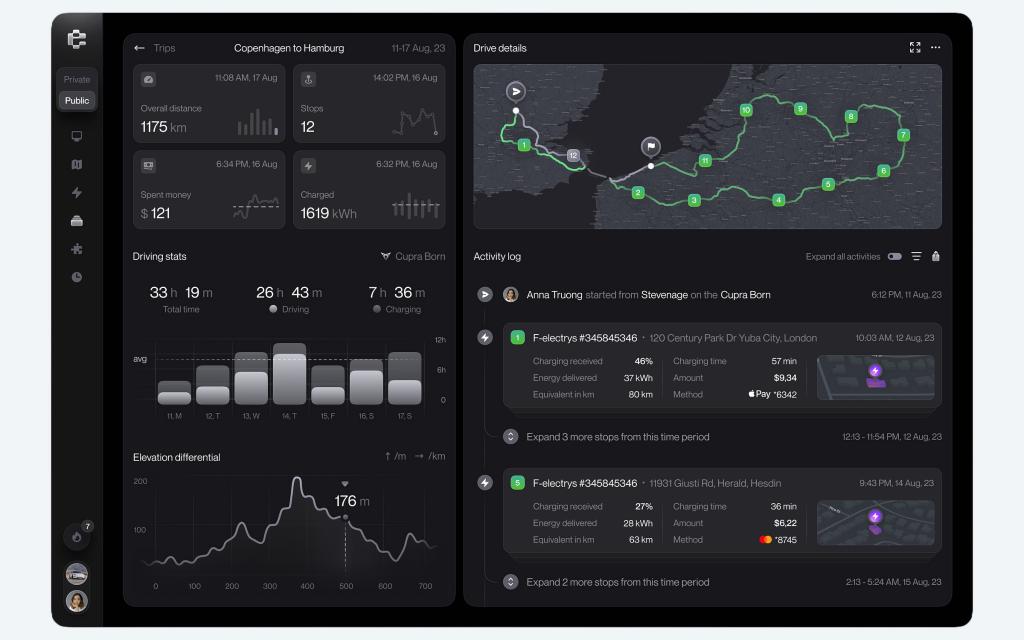 Private
Public
7
← Trips
Copenhagen to Hamburg
11-17 Aug, 23
11:08 AM, 17 Aug
Overall distance
1175 km
14:02 PM, 16 Aug
Stops
12
6:34 PM, 16 Aug
Spent money
$ 121
6:32 PM, 16 Aug
Charged
1619 kWh
Driving stats
Cupra Born
33 h 19 m
Total time
26 h 43 m
Driving
7 h 36 m
Charging
avg
12h
6h
0
11, M
12, T
13, W
14, T
15, F
16, S
17, S
Elevation differential
↑ /m → /km
200
100
176 m
0
100
200
300
400
500
600
700
Drive details
1
12
2
3
4
5
6
7
8
9
10
11
Activity log
Expand all activities
Anna Truong started from Stevenage on the Cupra Born
6:12 PM, 11 Aug, 23
1
F-electrys #345845346 • 120 Century Park Dr Yuba City, London
10:03 AM, 12 Aug, 23
Charging received 46%
Charging time 57 min
Energy delivered 37 kWh
Amount $9,34
Equivalent in km 80 km
Method Pay *6342
Expand 3 more stops from this time period
12:13 - 11:54 PM, 12 Aug, 23
5
F-electrys #345845346 • 11931 Giusti Rd, Herald, Hesdin
9:43 PM, 14 Aug, 23
Charging received 27%
Charging time 36 min
Energy delivered 28 kWh
Amount $6,22
Equivalent in km 63 km
Method *8745
Expand 2 more stops from this time period
2:13 - 5:24 AM, 15 Aug, 23